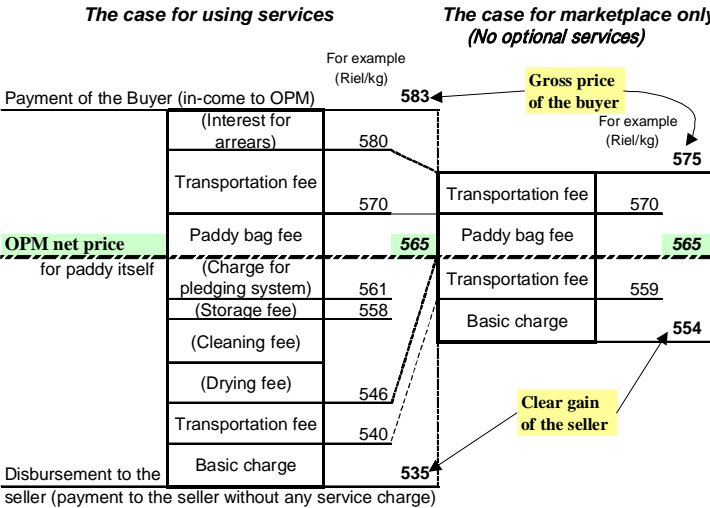 The case for using services
The case for marketplace only
(No optional services)
For example
(Riel/kg)
Payment of the Buyer (in-come to OPM)
583
Gross price
of the buyer
For example
(Riel/kg)
575
(Interest for
arrears)
580
Transportation fee
570
Transportation fee
570
OPM net price
Paddy bag fee
565
Paddy bag fee
565
for paddy itself
(Charge for
pledging system)
561
Transportation fee
559
(Storage fee)
558
Basic charge
554
(Cleaning fee)
(Drying fee)
546
Clear gain
of the seller
Transportation fee
540
Basic charge
535
Disbursement to the
seller (payment to the seller without any service charge)